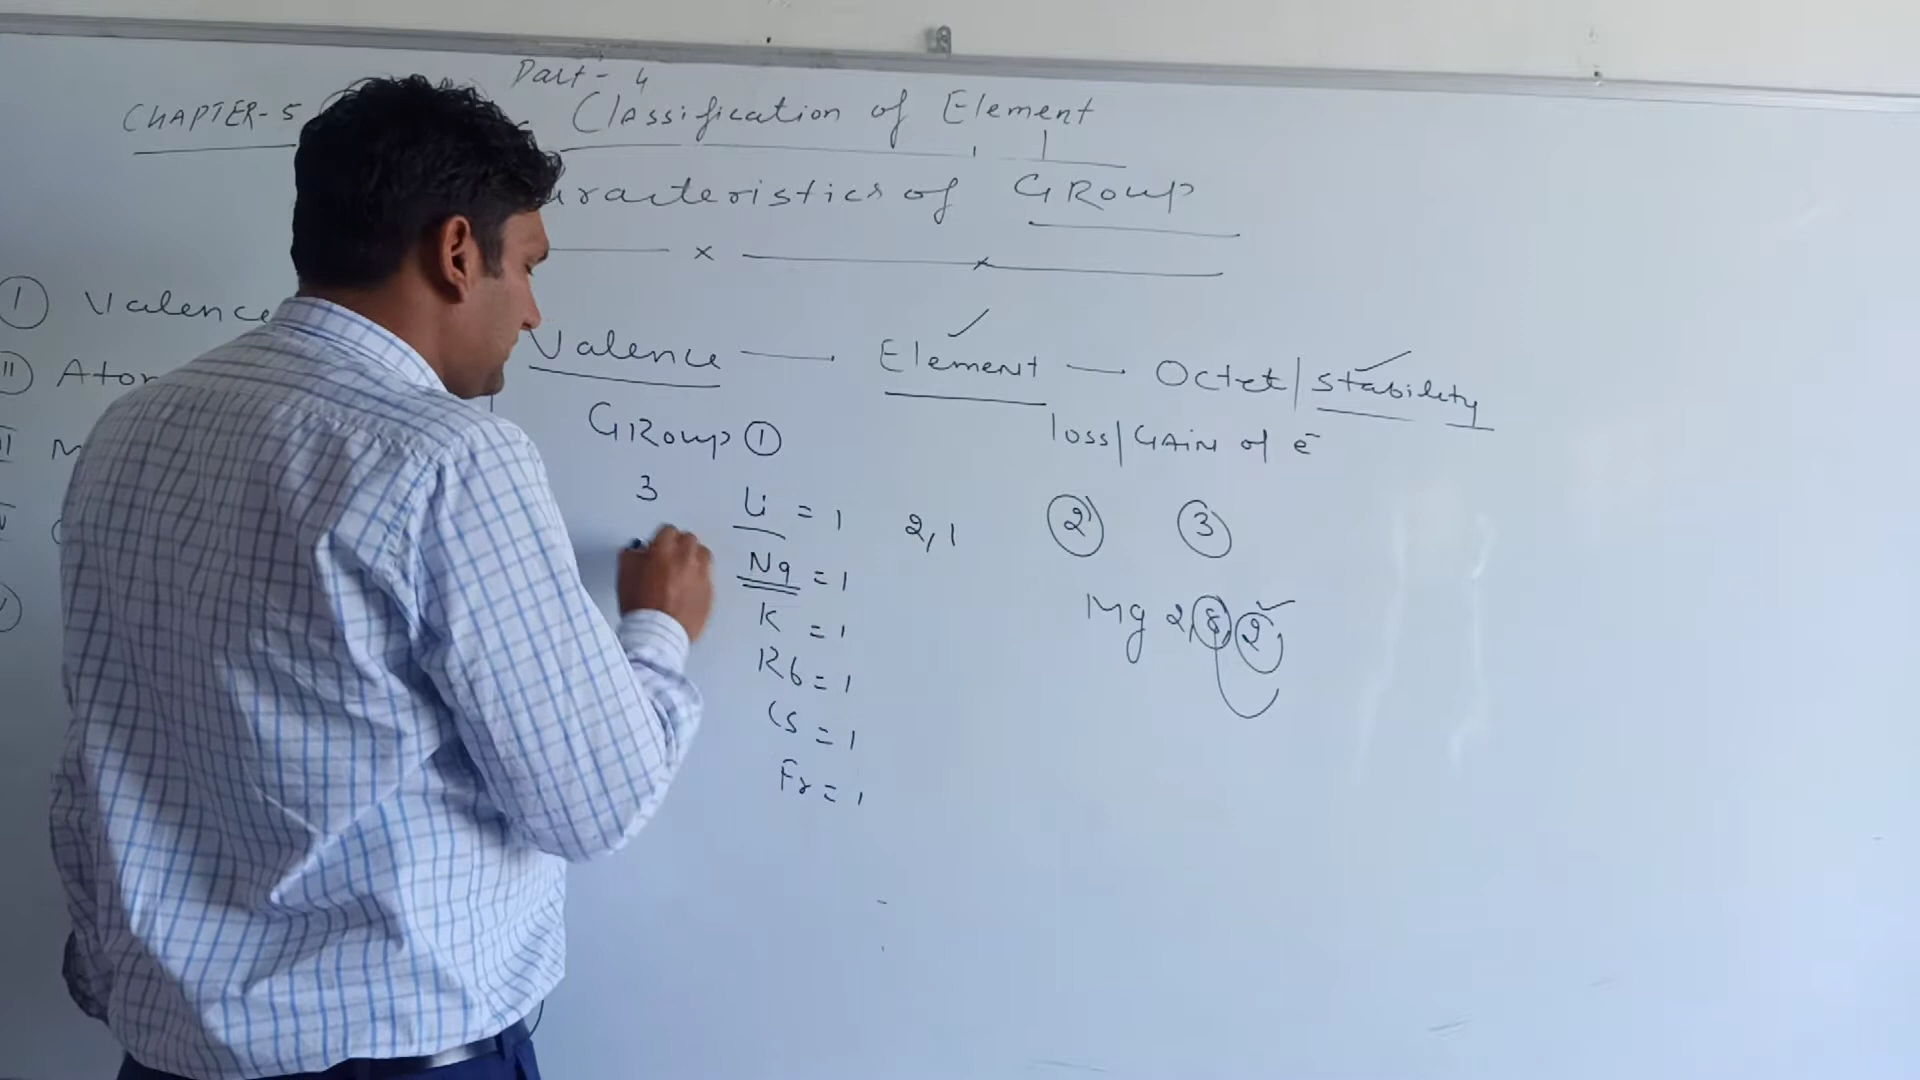 Part - 4
CHAPTER-5 Classification of Element
aracteristics of GROUP
x x
I Valence
II Ator
III M
Valence — Element — Octet/stability
loss/GAIN of e-
GROUP 1
3 Li = 1 2,1 2 3
Na = 1
K = 1
Rb = 1
Cs = 1
Fr = 1
Mg 2,8,2